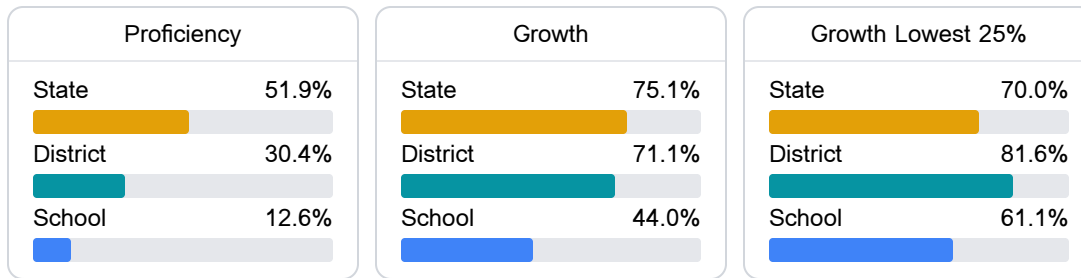 Proficiency
State 51.9%
District 30.4%
School 12.6%
Growth
State 75.1%
District 71.1%
School 44.0%
Growth Lowest 25%
State 70.0%
District 81.6%
School 61.1%